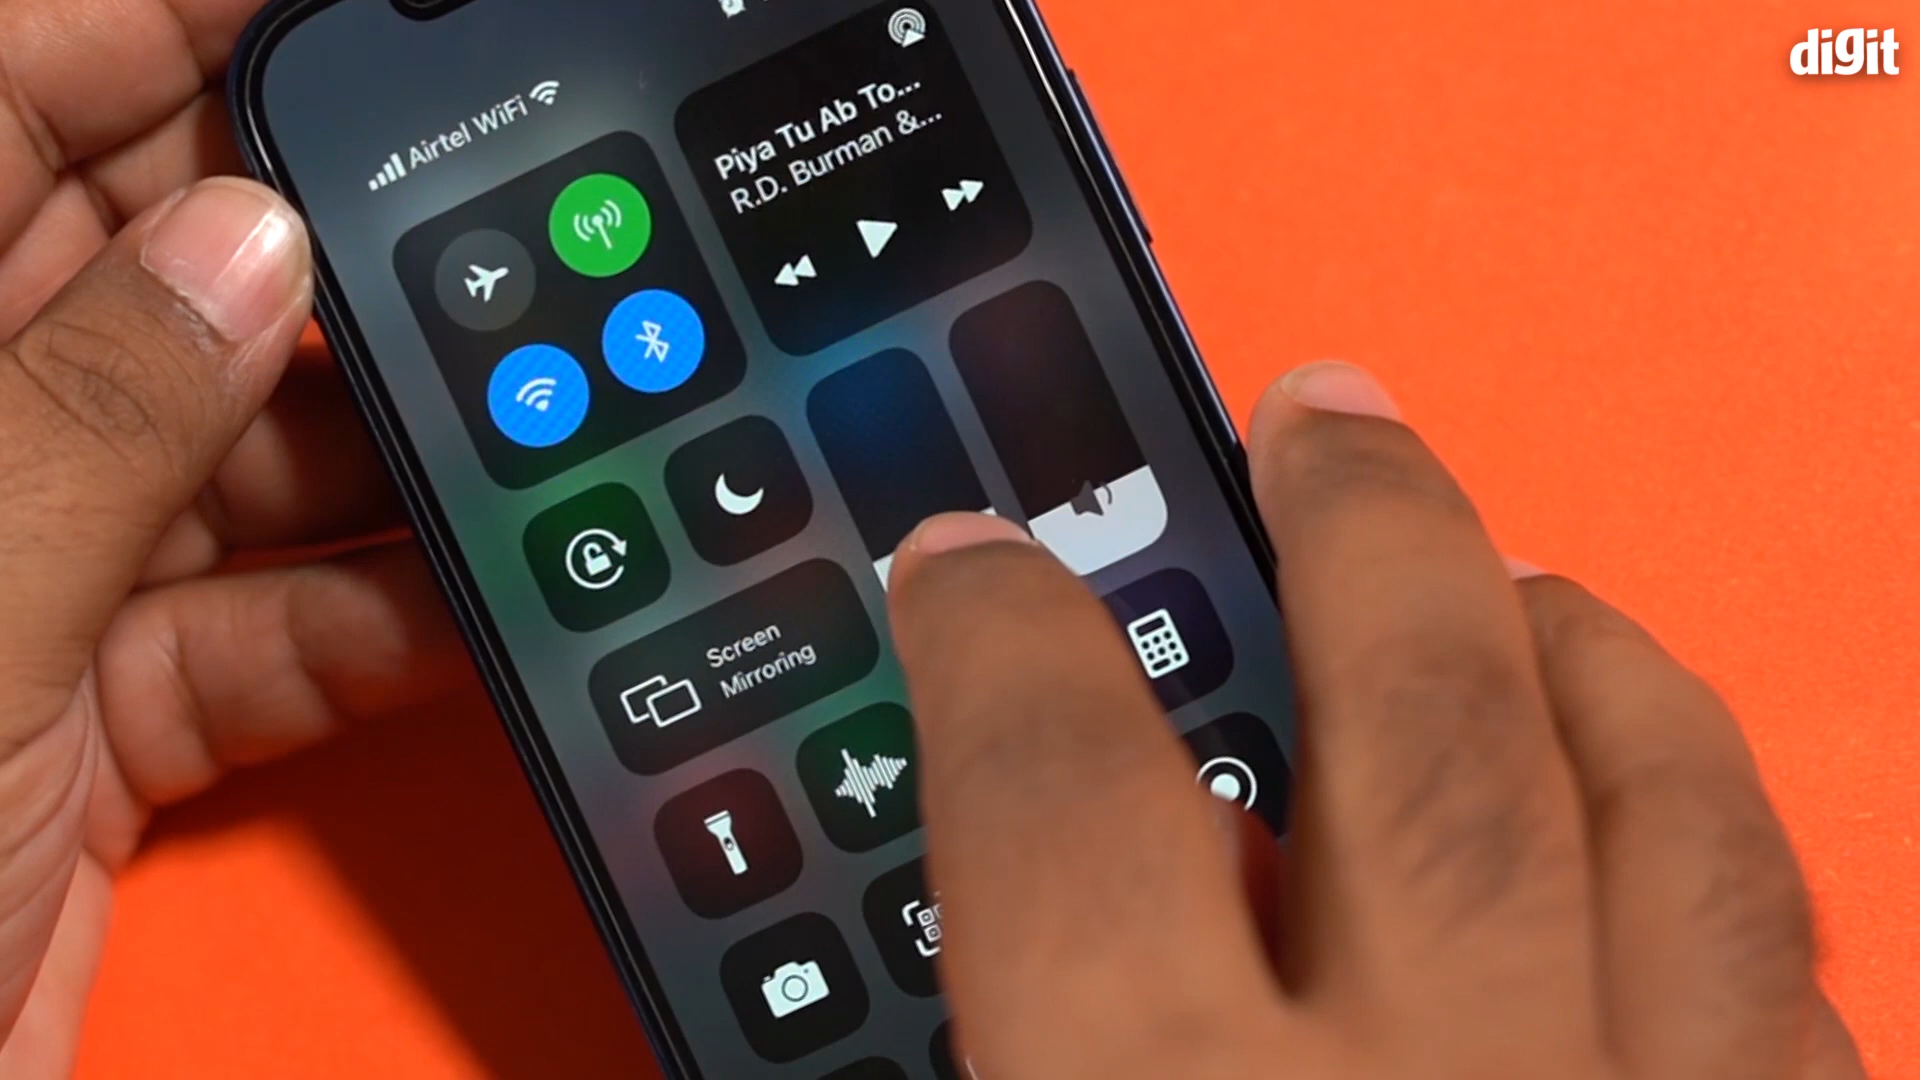 digit
Airtel WiFi
Piya Tu Ab To...
R.D. Burman &...
Screen
Mirroring